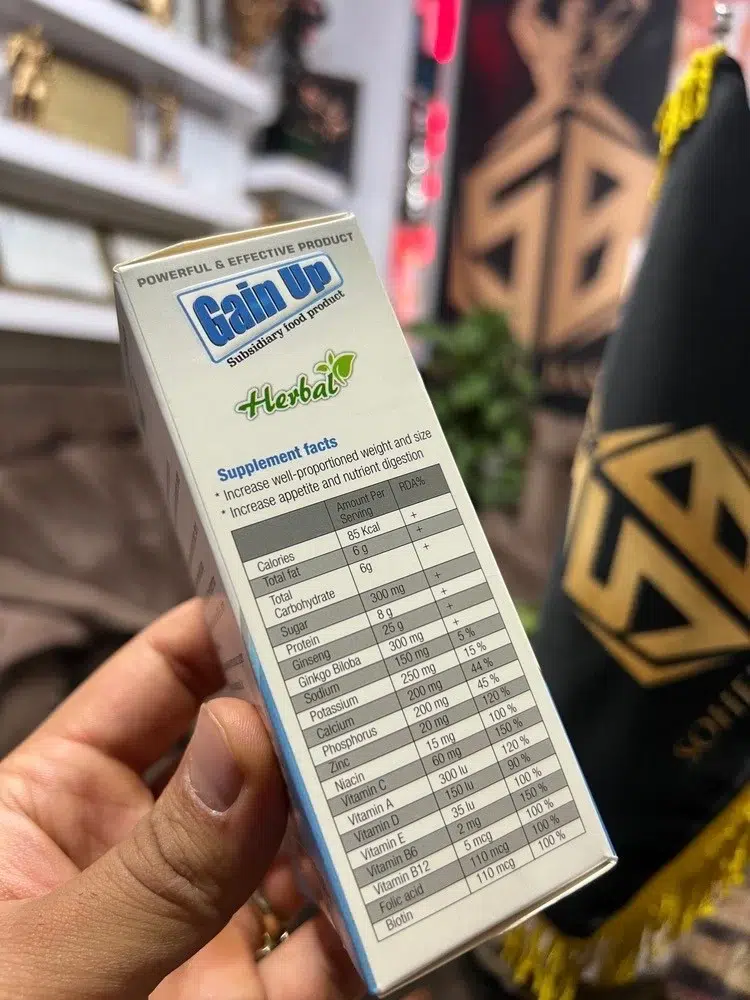 POWERFUL & EFFECTIVE PRODUCT
Gain Up
Subsidiary food product
Herbal
Supplement facts
* Increase well-proportioned weight and size
* Increase appetite and nutrient digestion
Amount Per Serving RDA%
Calories 85 Kcal +
Total fat 6 g +
Total Carbohydrate 6g +
Sugar 300 mg +
Protein 8 g +
Ginseng 25 g +
Ginkgo Biloba 300 mg +
Sodium 150 mg 5 %
Potassium 250 mg 15 %
Calcium 200 mg 44 %
Phosphorus 200 mg 45 %
Zinc 20 mg 120 %
Niacin 15 mg 100 %
Vitamin C 60 mg 150 %
Vitamin A 300 Iu 120 %
Vitamin D 150 Iu 90 %
Vitamin E 35 Iu 100 %
Vitamin B6 2 mg 150 %
Vitamin B12 5 mcg 100 %
Folic acid 110 mcg 100 %
Biotin 110 mcg 100 %
SB
SB